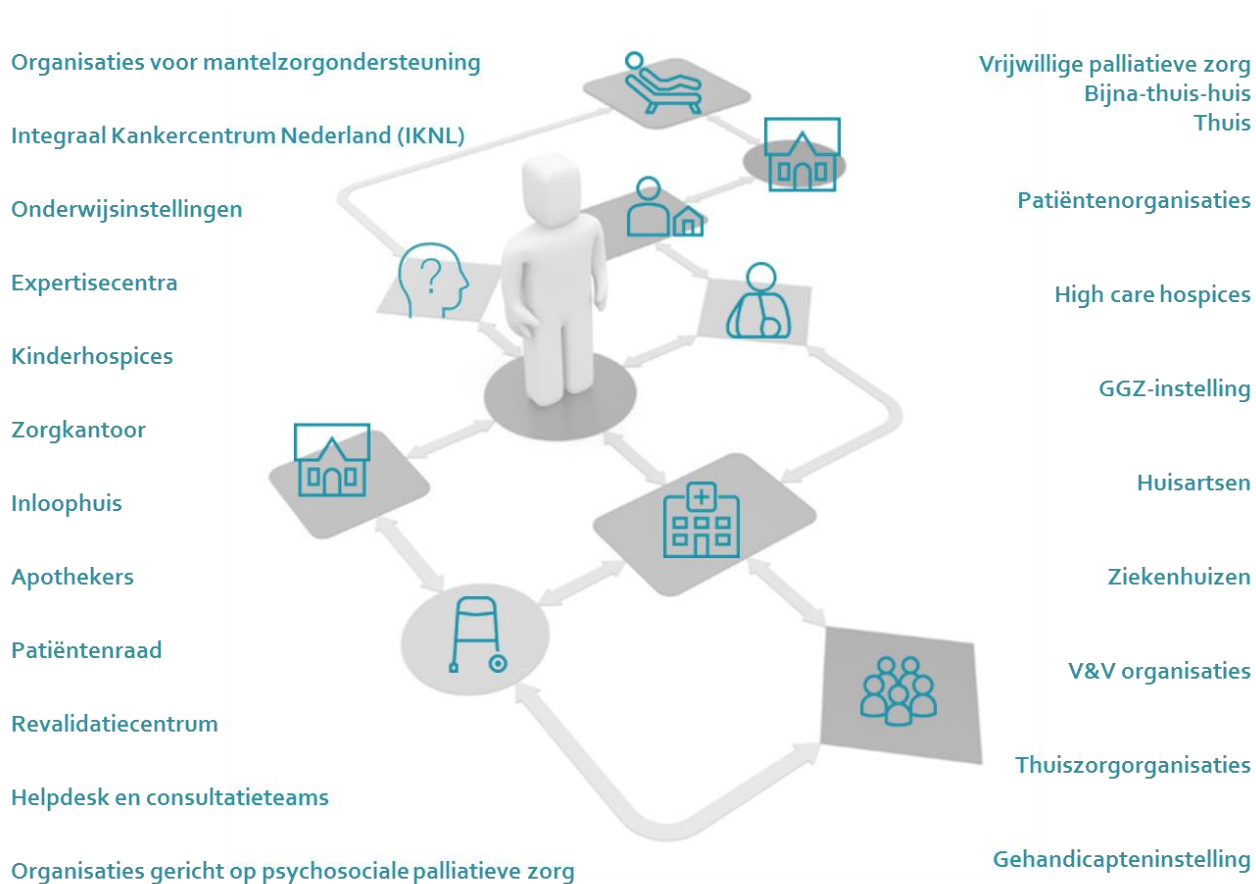 Organisaties voor mantelzorgondersteuning
Integraal Kankercentrum Nederland (IKNL)
Onderwijsinstellingen
Expertisecentra
Kinderhospices
Zorgkantoor
Inloophuis
Apothekers
Patiëntenraad
Revalidatiecentrum
Helpdesk en consultatieteams
Organisaties gericht op psychosociale palliatieve zorg
Vrijwillige palliatieve zorg
Bijna-thuis-huis
Thuis
Patiëntenorganisaties
High care hospices
GGZ-instelling
Huisartsen
Ziekenhuizen
V&V organisaties
Thuiszorgorganisaties
Gehandicapteninstelling
?